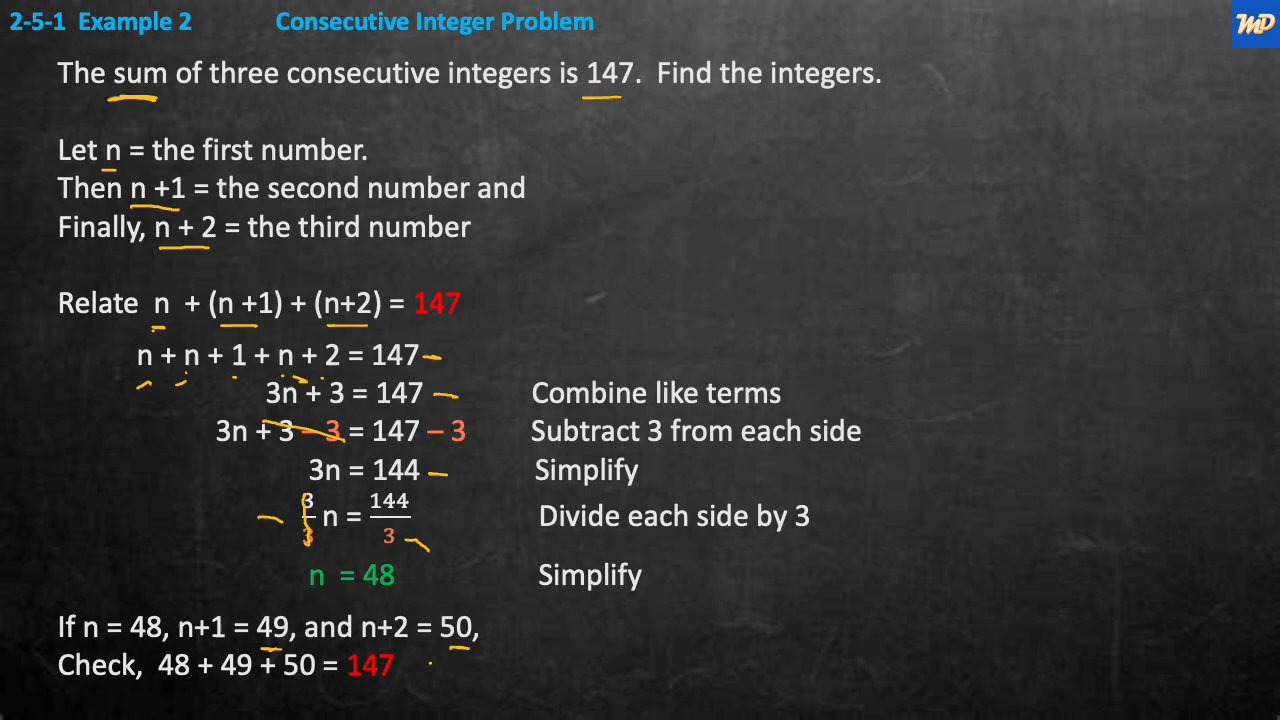 2-5-1 Example 2 Consecutive Integer Problem
MD
The sum of three consecutive integers is 147. Find the integers.
Let n = the first number.
Then n +1 = the second number and
Finally, n + 2 = the third number
Relate n + (n +1) + (n+2) = 147
n + n + 1 + n + 2 = 147
3n + 3 = 147 Combine like terms
3n + 3 – 3 = 147 – 3 Subtract 3 from each side
3n = 144 Simplify
3/3 n = 144/3 Divide each side by 3
n = 48 Simplify
If n = 48, n+1 = 49, and n+2 = 50,
Check, 48 + 49 + 50 = 147